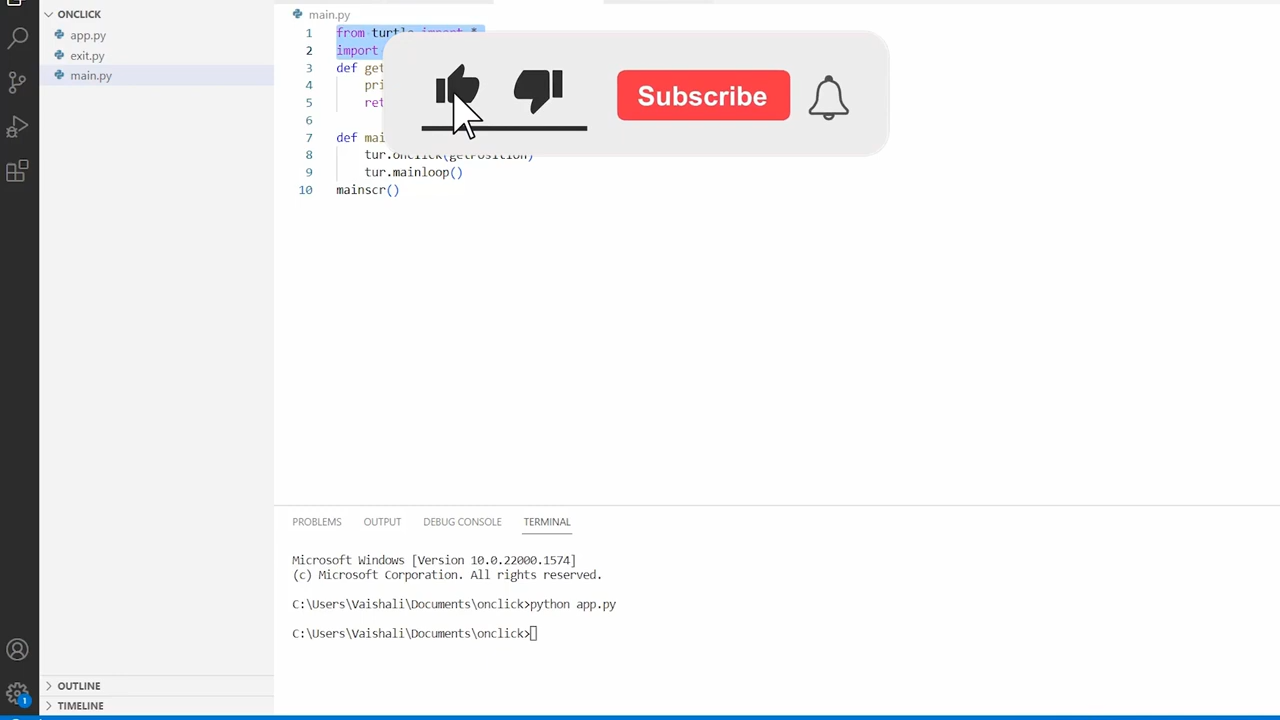 ONCLICK
app.py
exit.py
main.py
OUTLINE
TIMELINE
1
main.py
1 from turtle import *
2 import
3 def get
4 pri
5 ret
6
7 def mai
8 tur.onclick(getPosition)
9 tur.mainloop()
10 mainscr()
Subscribe
PROBLEMS OUTPUT DEBUG CONSOLE TERMINAL
Microsoft Windows [Version 10.0.22000.1574]
(c) Microsoft Corporation. All rights reserved.
C:\Users\Vaishali\Documents\onclick>python app.py
C:\Users\Vaishali\Documents\onclick>